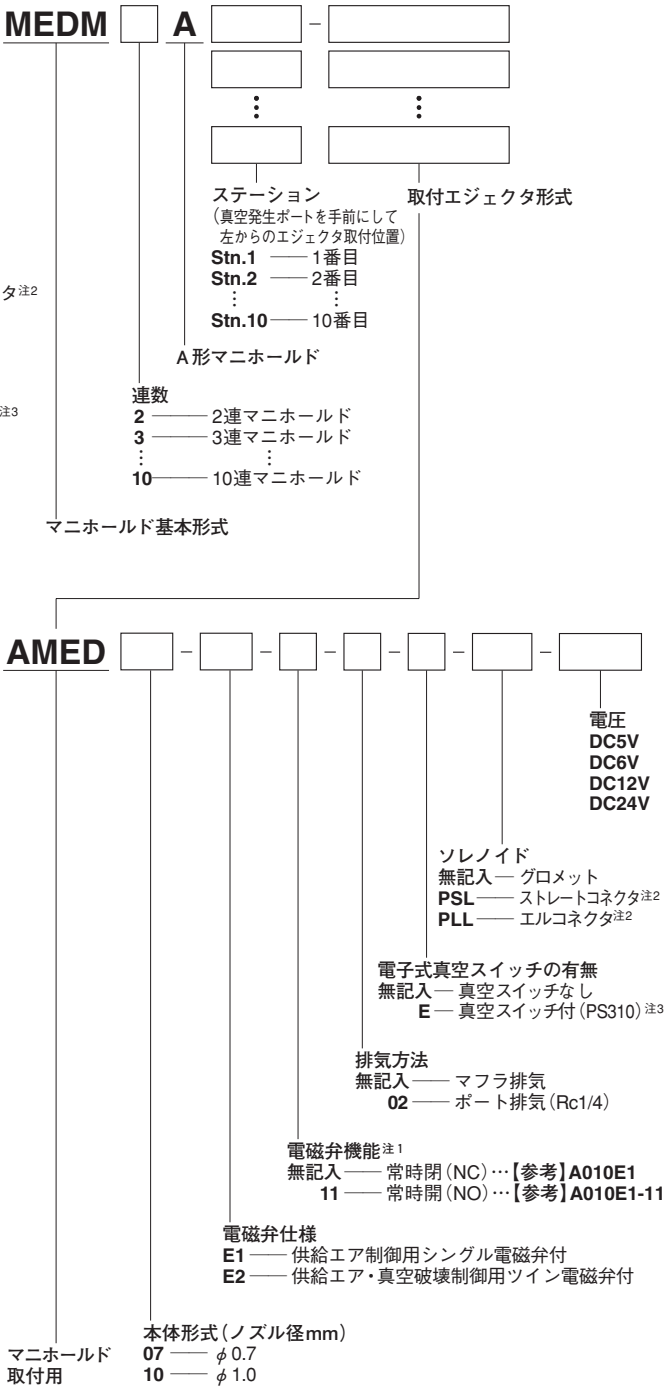 MEDM A –
ステーション
(真空発生ポートを手前にして
左からのエジェクタ取付位置)
Stn.1 — 1番目
Stn.2 — 2番目
⋮ ⋮
Stn.10 — 10番目
取付エジェクタ形式
タ注2
A形マニホールド
注3
連数
2 — 2連マニホールド
3 — 3連マニホールド
⋮ ⋮
10 — 10連マニホールド
マニホールド基本形式
AMED – – – – – –
電圧
DC5V
DC6V
DC12V
DC24V
ソレノイド
無記入 — グロメット
PSL — ストレートコネクタ注2
PLL — エルコネクタ注2
電子式真空スイッチの有無
無記入 — 真空スイッチなし
E — 真空スイッチ付(PS310)注3
排気方法
無記入 — マフラ排気
02 — ポート排気(Rc1/4)
電磁弁機能注1
無記入 — 常時閉(NC)…【参考】A010E1
11 — 常時開(NO)…【参考】A010E1-11
電磁弁仕様
E1 — 供給エア制御用シングル電磁弁付
E2 — 供給エア・真空破壊制御用ツイン電磁弁付
本体形式(ノズル径mm)
07 — φ0.7
10 — φ1.0
マニホールド
取付用